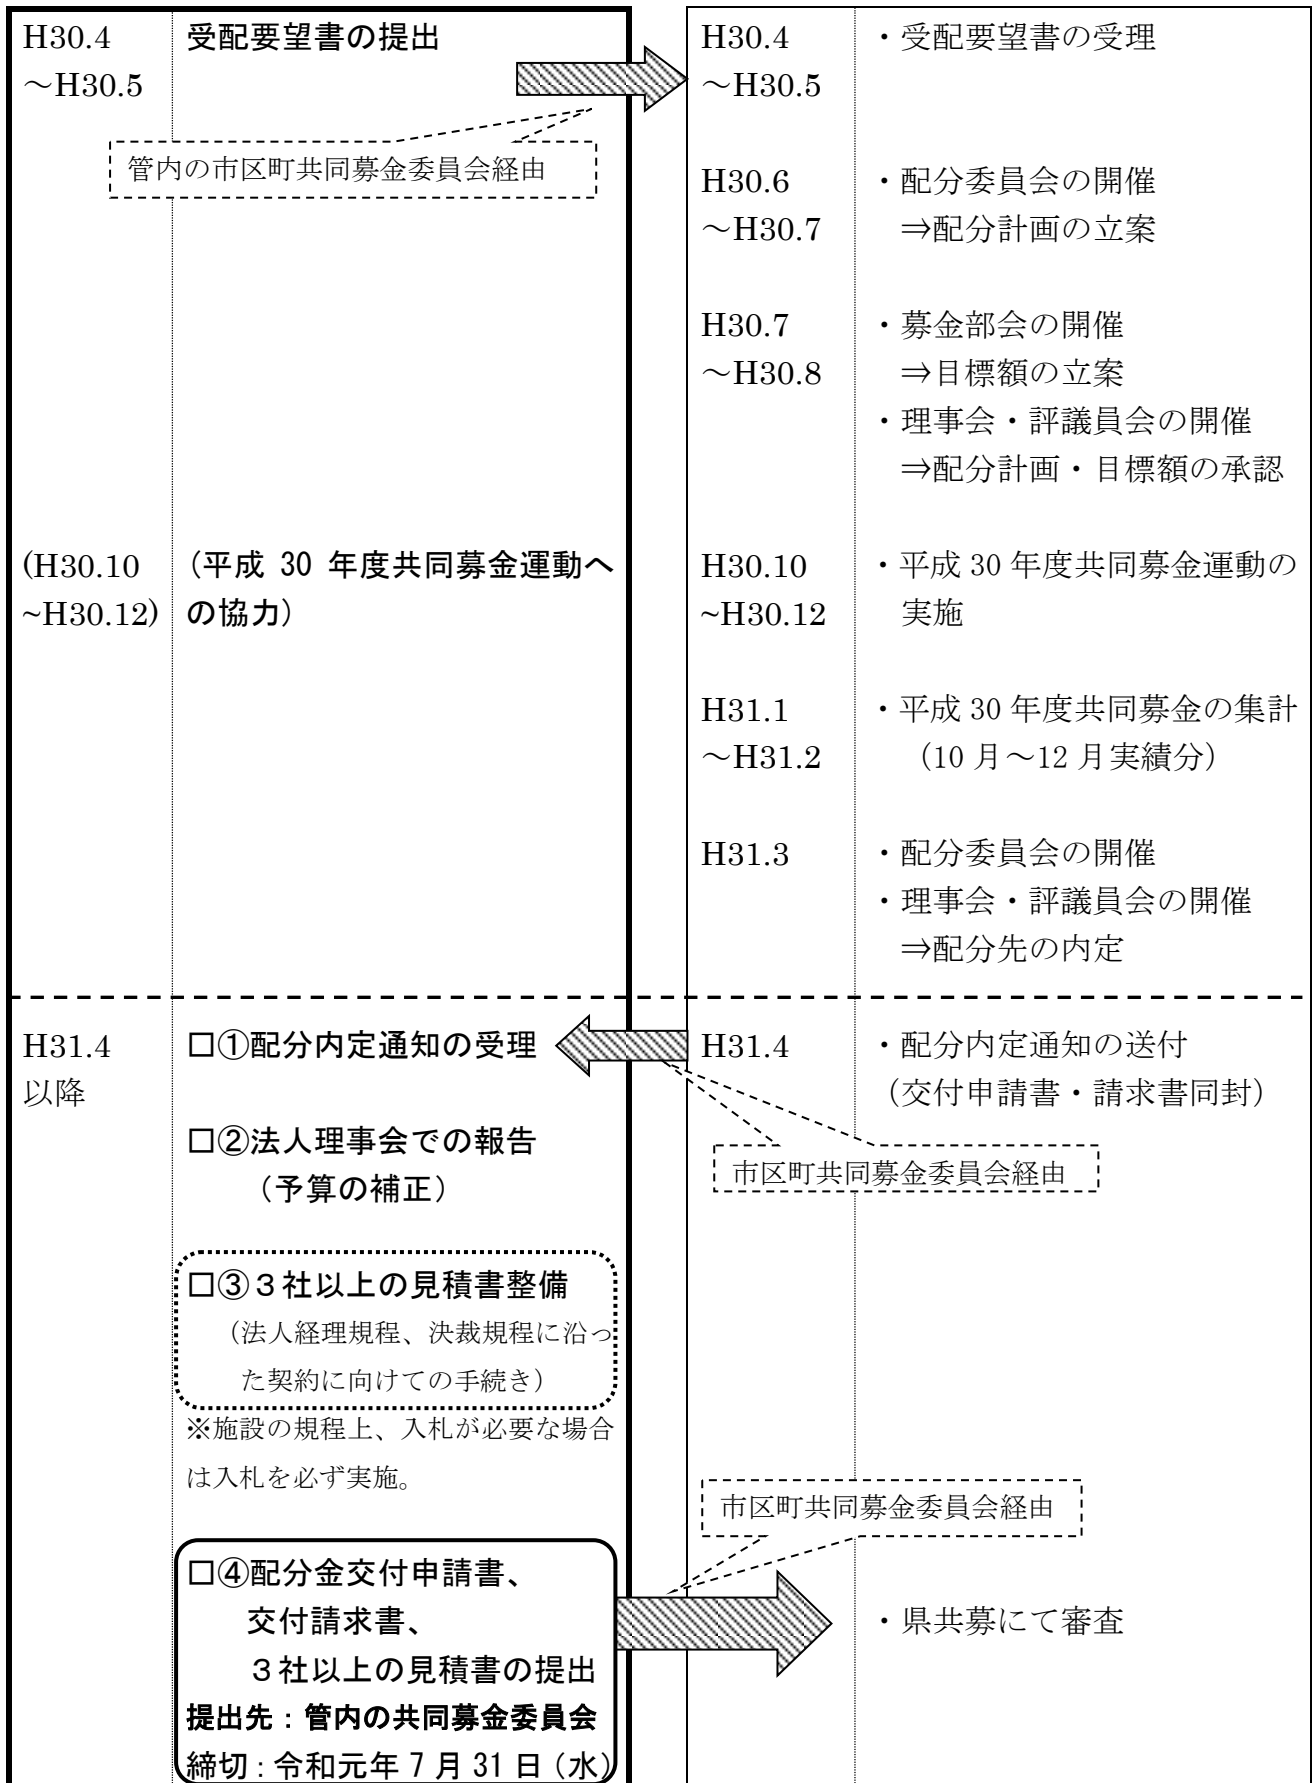 H30.4 受配要望書の提出
～H30.5
管内の市区町共同募金委員会経由
(H30.10 （平成 30 年度共同募金運動へ
~H30.12) の協力）
H31.4 □①配分内定通知の受理
以降
□②法人理事会での報告
（予算の補正）
□③３社以上の見積書整備
（法人経理規程、決裁規程に沿っ
た契約に向けての手続き）
※施設の規程上、入札が必要な場合
は入札を必ず実施。
□④配分金交付申請書、
交付請求書、
３社以上の見積書の提出
提出先：管内の共同募金委員会
締切：令和元年 7 月 31 日（水）
H30.4 ・受配要望書の受理
～H30.5
H30.6 ・配分委員会の開催
～H30.7 ⇒配分計画の立案
H30.7 ・募金部会の開催
～H30.8 ⇒目標額の立案
・理事会・評議員会の開催
⇒配分計画・目標額の承認
H30.10 ・平成 30 年度共同募金運動の
~H30.12 実施
H31.1 ・平成 30 年度共同募金の集計
～H31.2 （10 月～12 月実績分）
H31.3 ・配分委員会の開催
・理事会・評議員会の開催
⇒配分先の内定
H31.4 ・配分内定通知の送付
（交付申請書・請求書同封）
市区町共同募金委員会経由
市区町共同募金委員会経由
・県共募にて審査